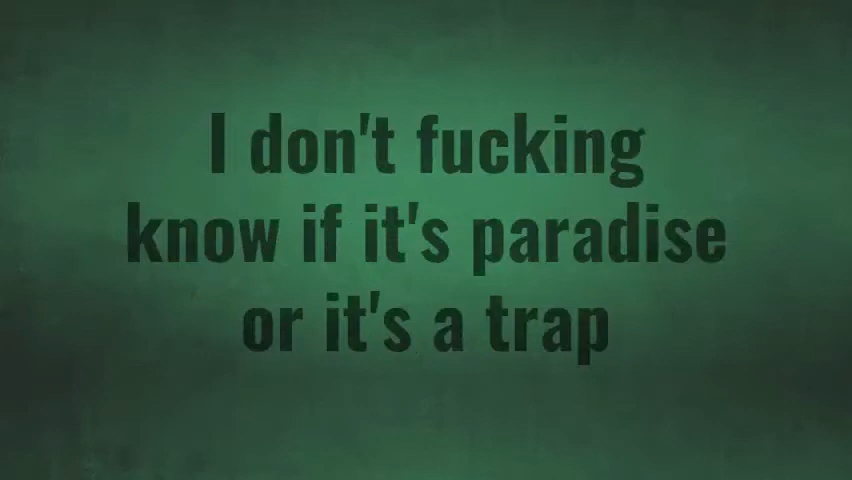 I don't fucking
know if it's paradise
or it's a trap